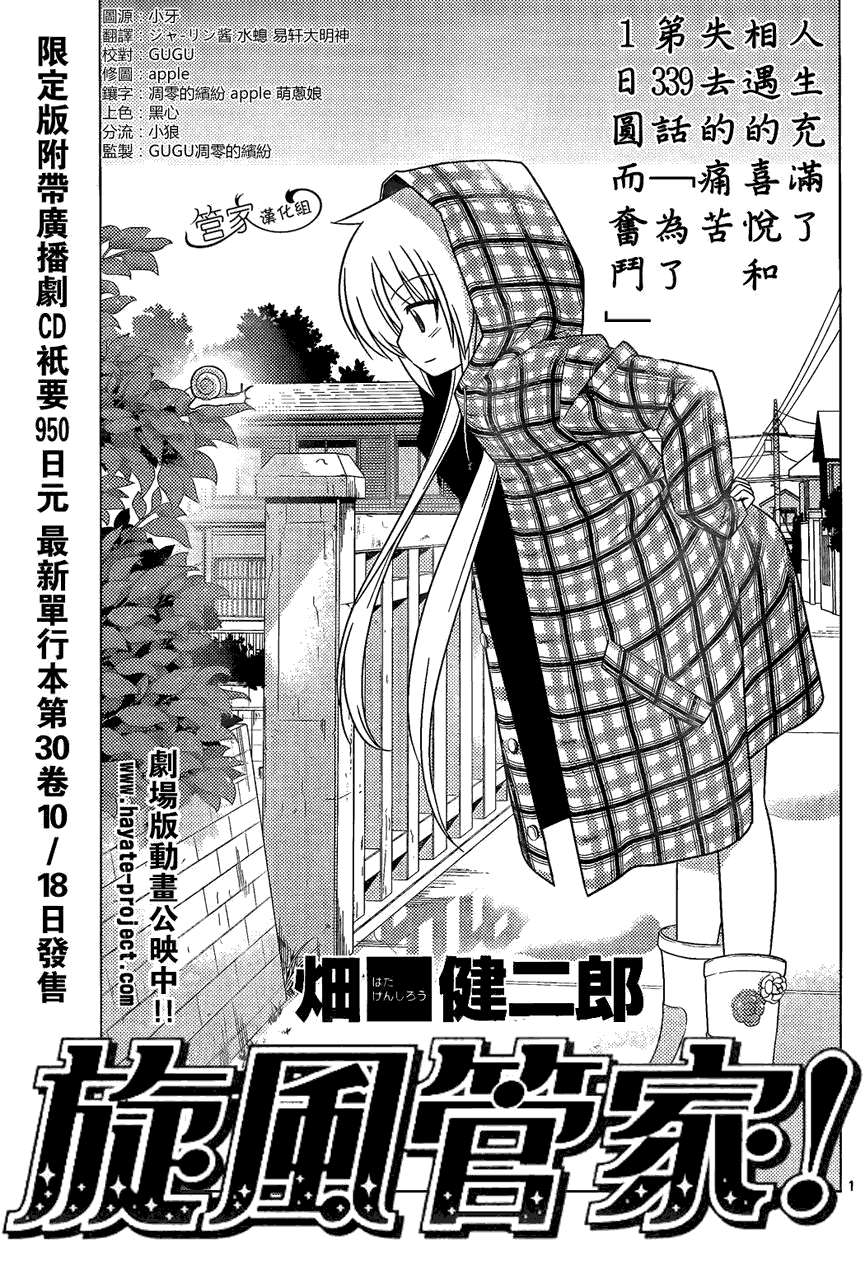 圖源：小牙
翻譯：ジャ-リン酱 水螅 易轩大明神
校對：GUGU
修圖：apple
鑲字：凋零的繽紛 apple 萌蔥娘
上色：黑心
分流：小狼
監製：GUGU凋零的繽紛
管家漢化組
人生充滿了
相遇的喜悅和
失去的痛苦
第339話「為了
1日圓而奮鬥」
限定版附帶廣播劇CD衹要950日元 最新單行本第30卷10/18日發售
劇場版動畫公映中!!
www.hayate-project.com
畑健二郎
はた
けんじろう
旋風管家!
1